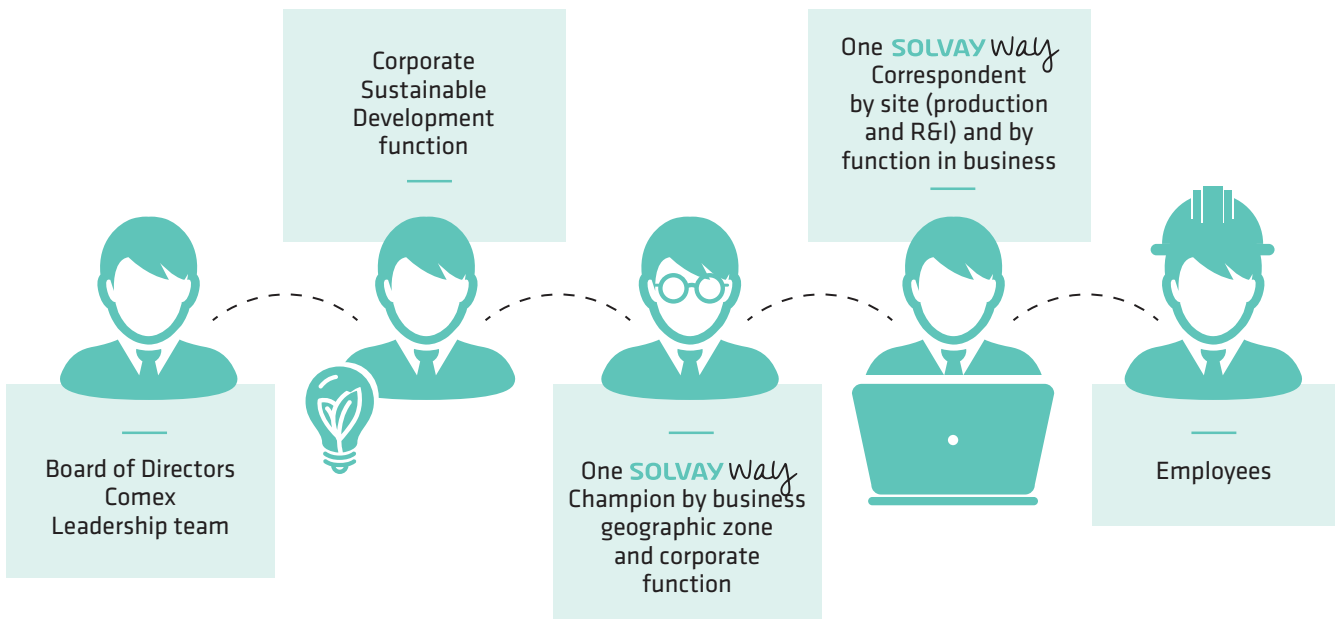 Board of Directors
Comex
Leadership team
Corporate
Sustainable
Development
function
One SOLVAY way
Champion by business
geographic zone
and corporate
function
One SOLVAY way
Correspondent
by site (production
and R&I) and by
function in business
Employees